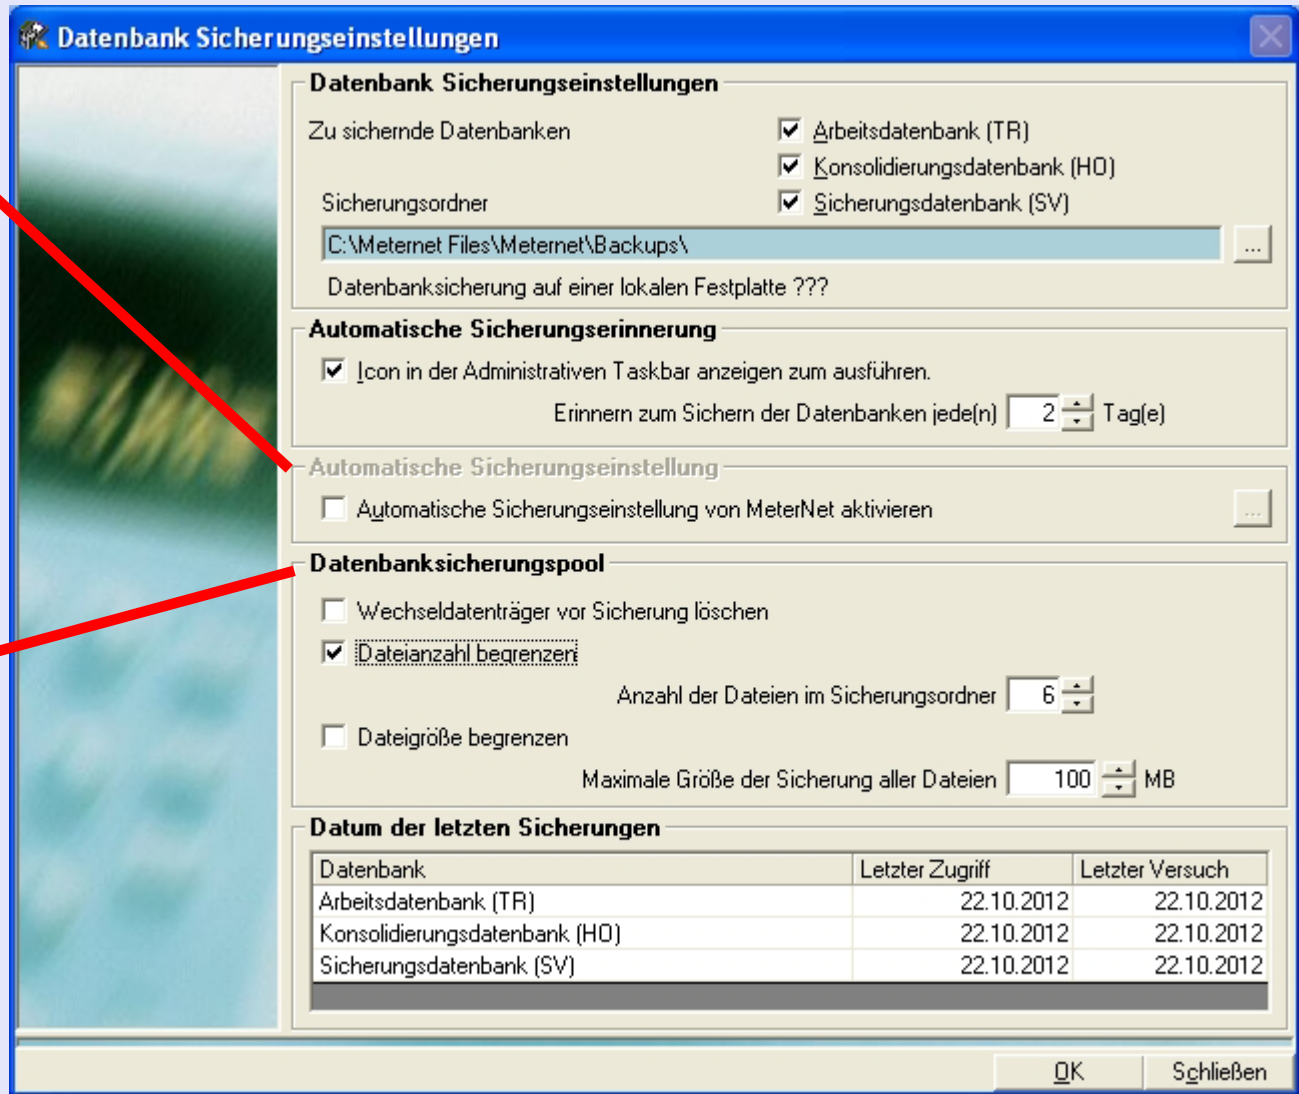 Datenbank Sicherungseinstellungen
Datenbank Sicherungseinstellungen
Zu sichernde Datenbanken
Arbeitsdatenbank (TR)
Konsolidierungsdatenbank (HO)
Sicherungsordner
Sicherungsdatenbank (SV)
C:\Meternet Files\Meternet\Backups\
...
Datenbanksicherung auf einer lokalen Festplatte ???
Automatische Sicherungserinnerung
Icon in der Administrativen Taskbar anzeigen zum ausführen.
Erinnern zum Sichern der Datenbanken jede(n) 2 Tag(e)
Automatische Sicherungseinstellung
Automatische Sicherungseinstellung von MeterNet aktivieren
...
Datenbanksicherungspool
Wechseldatenträger vor Sicherung löschen
Dateianzahl begrenzen
Anzahl der Dateien im Sicherungsordner 6
Dateigröße begrenzen
Maximale Größe der Sicherung aller Dateien 100 MB
Datum der letzten Sicherungen
Datenbank Letzter Zugriff Letzter Versuch
Arbeitsdatenbank (TR) 22.10.2012 22.10.2012
Konsolidierungsdatenbank (HO) 22.10.2012 22.10.2012
Sicherungsdatenbank (SV) 22.10.2012 22.10.2012
OK Schließen